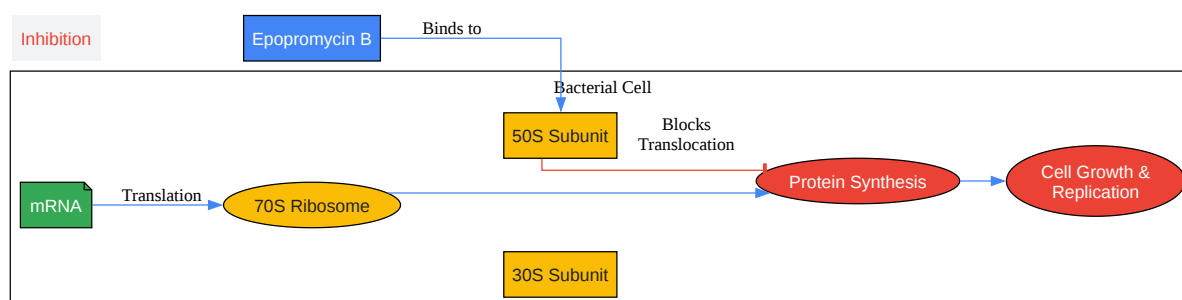 Inhibition
Epopromycin B
Binds to
Bacterial Cell
50S Subunit
Blocks
Translocation
mRNA
Translation
70S Ribosome
Protein Synthesis
Cell Growth &
Replication
30S Subunit